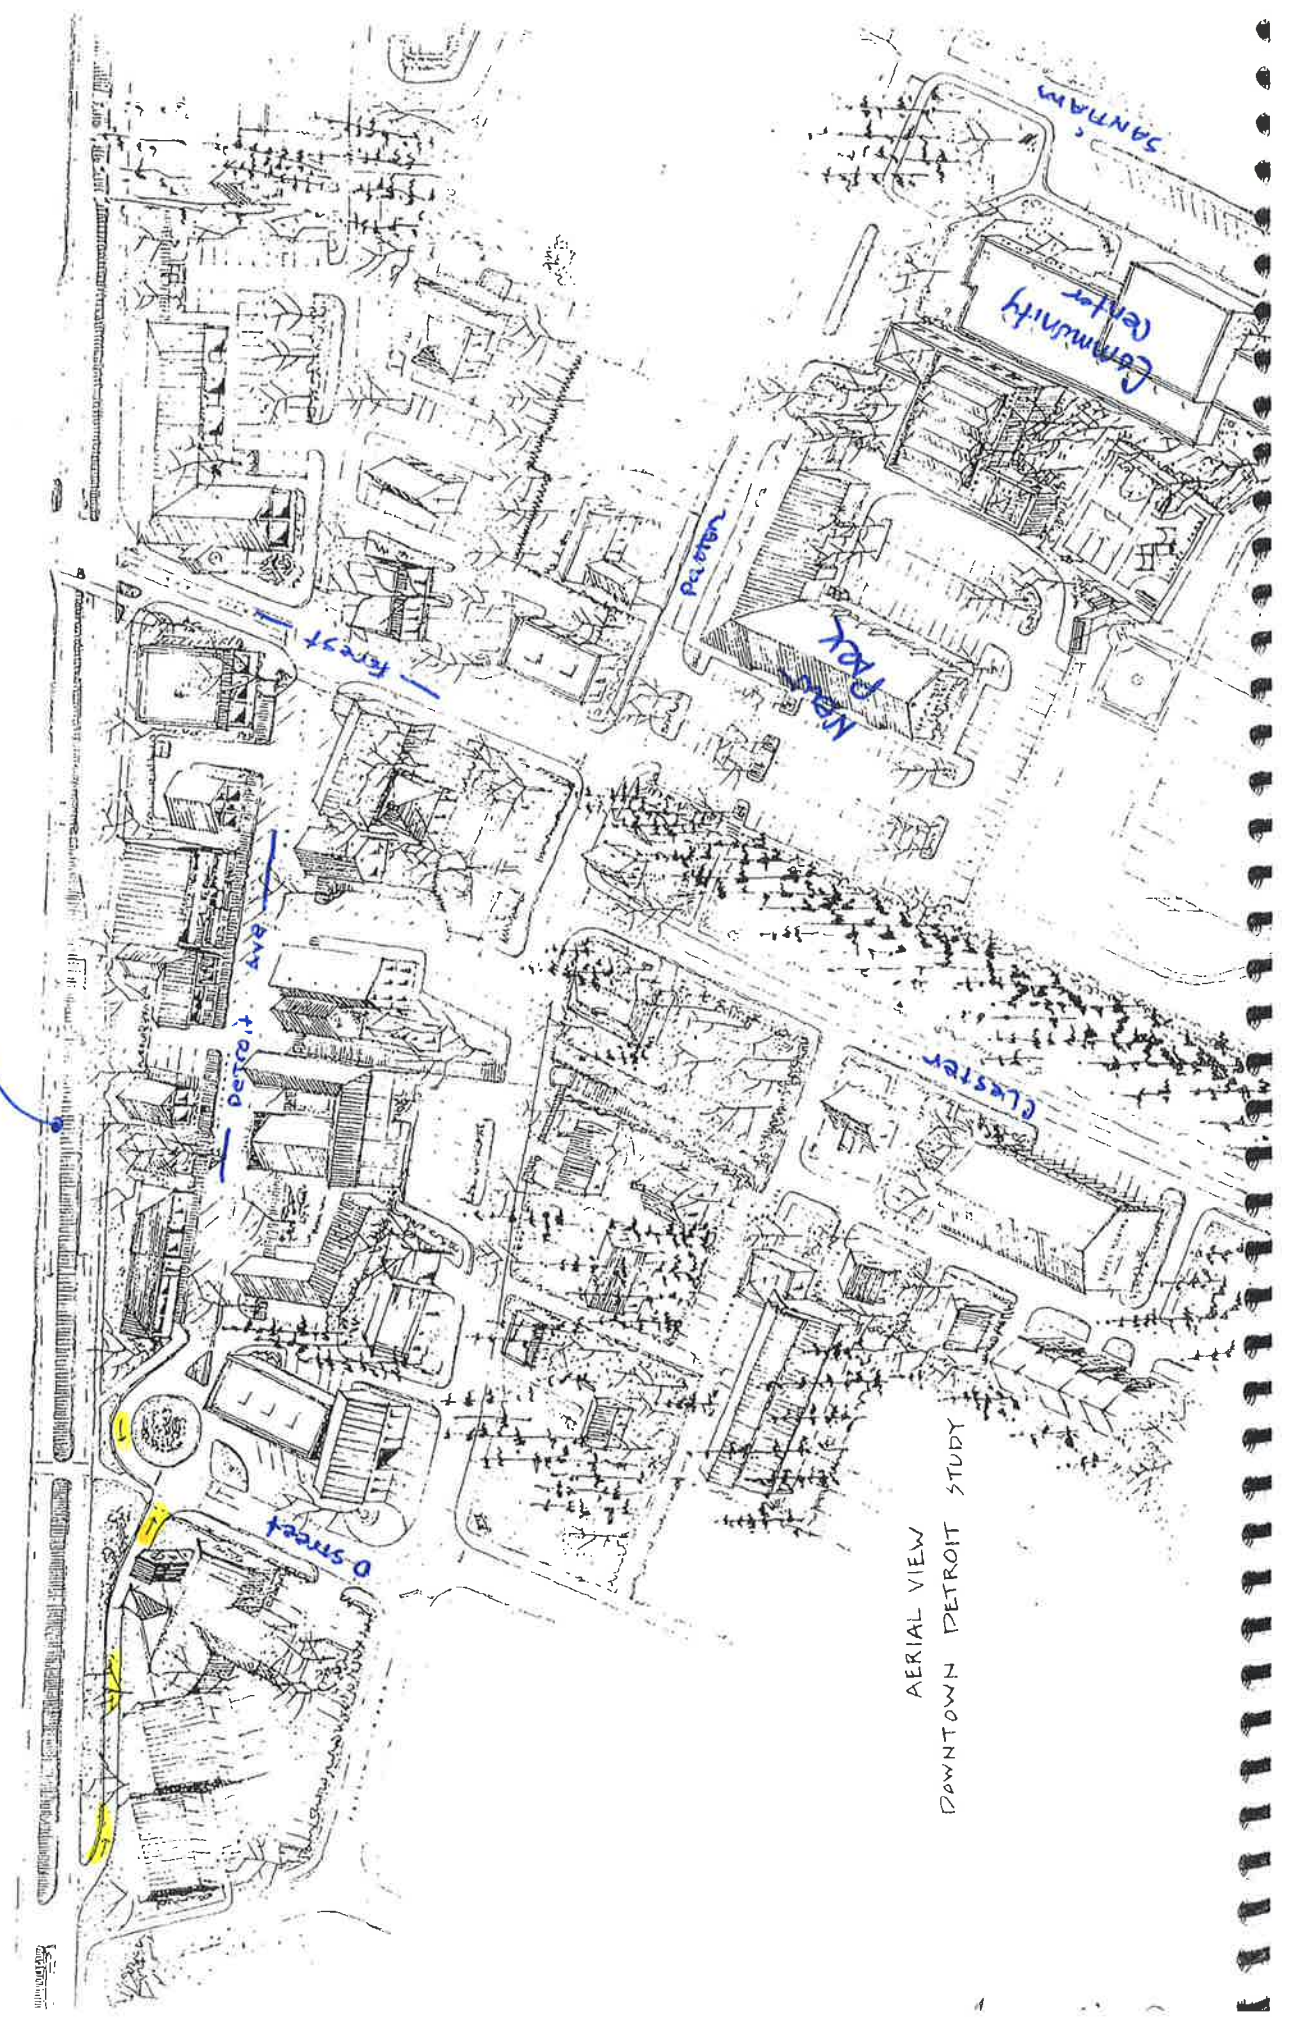 SANTIAM
Community
Center
Patton
New
PARK
Forest
Detroit Ave
Clester
D street
AERIAL VIEW
DOWNTOWN DETROIT STUDY